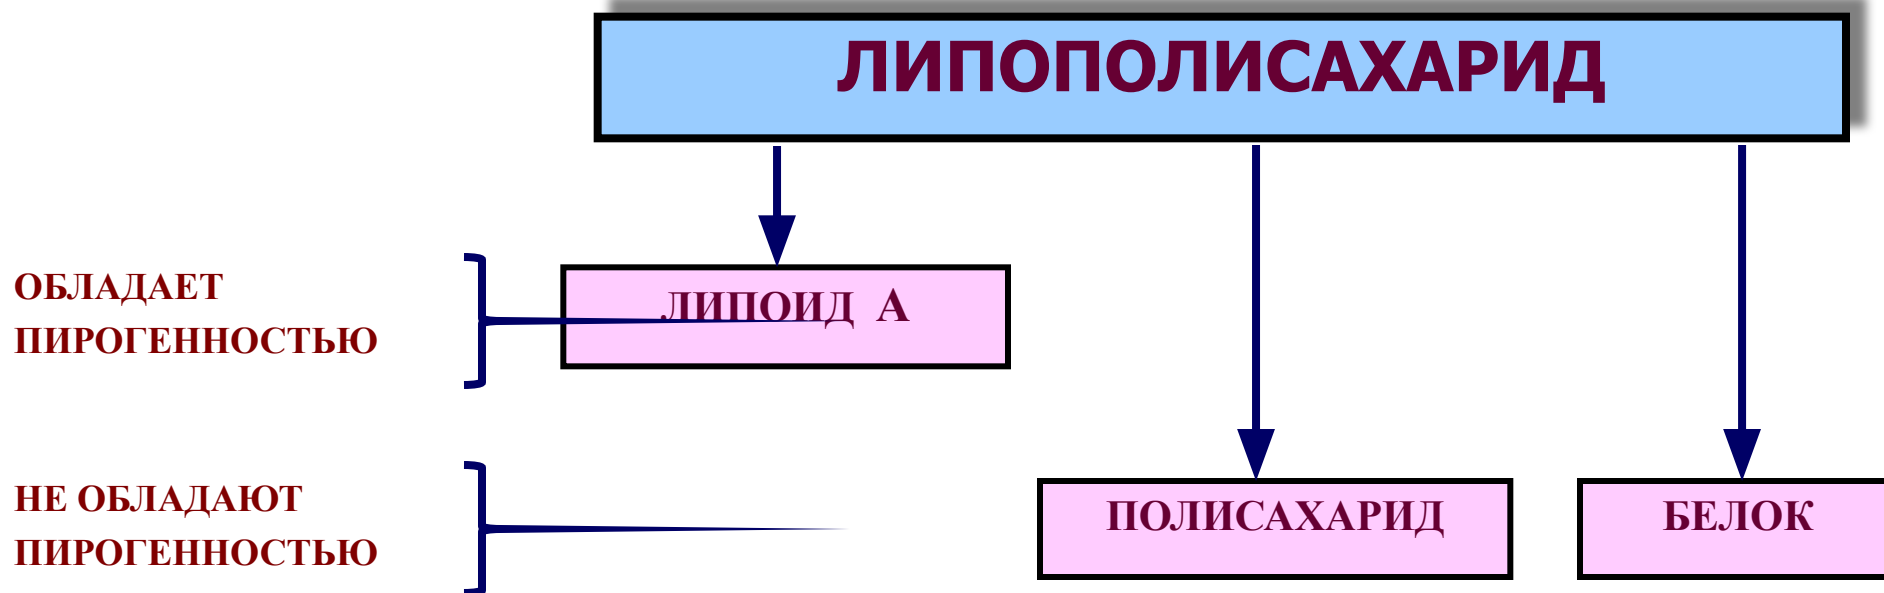 ЛИПОПОЛИСАХАРИД
ОБЛАДАЕТ
ПИРОГЕННОСТЬЮ
ЛИПОИД А
НЕ ОБЛАДАЮТ
ПИРОГЕННОСТЬЮ
ПОЛИСАХАРИД
БЕЛОК